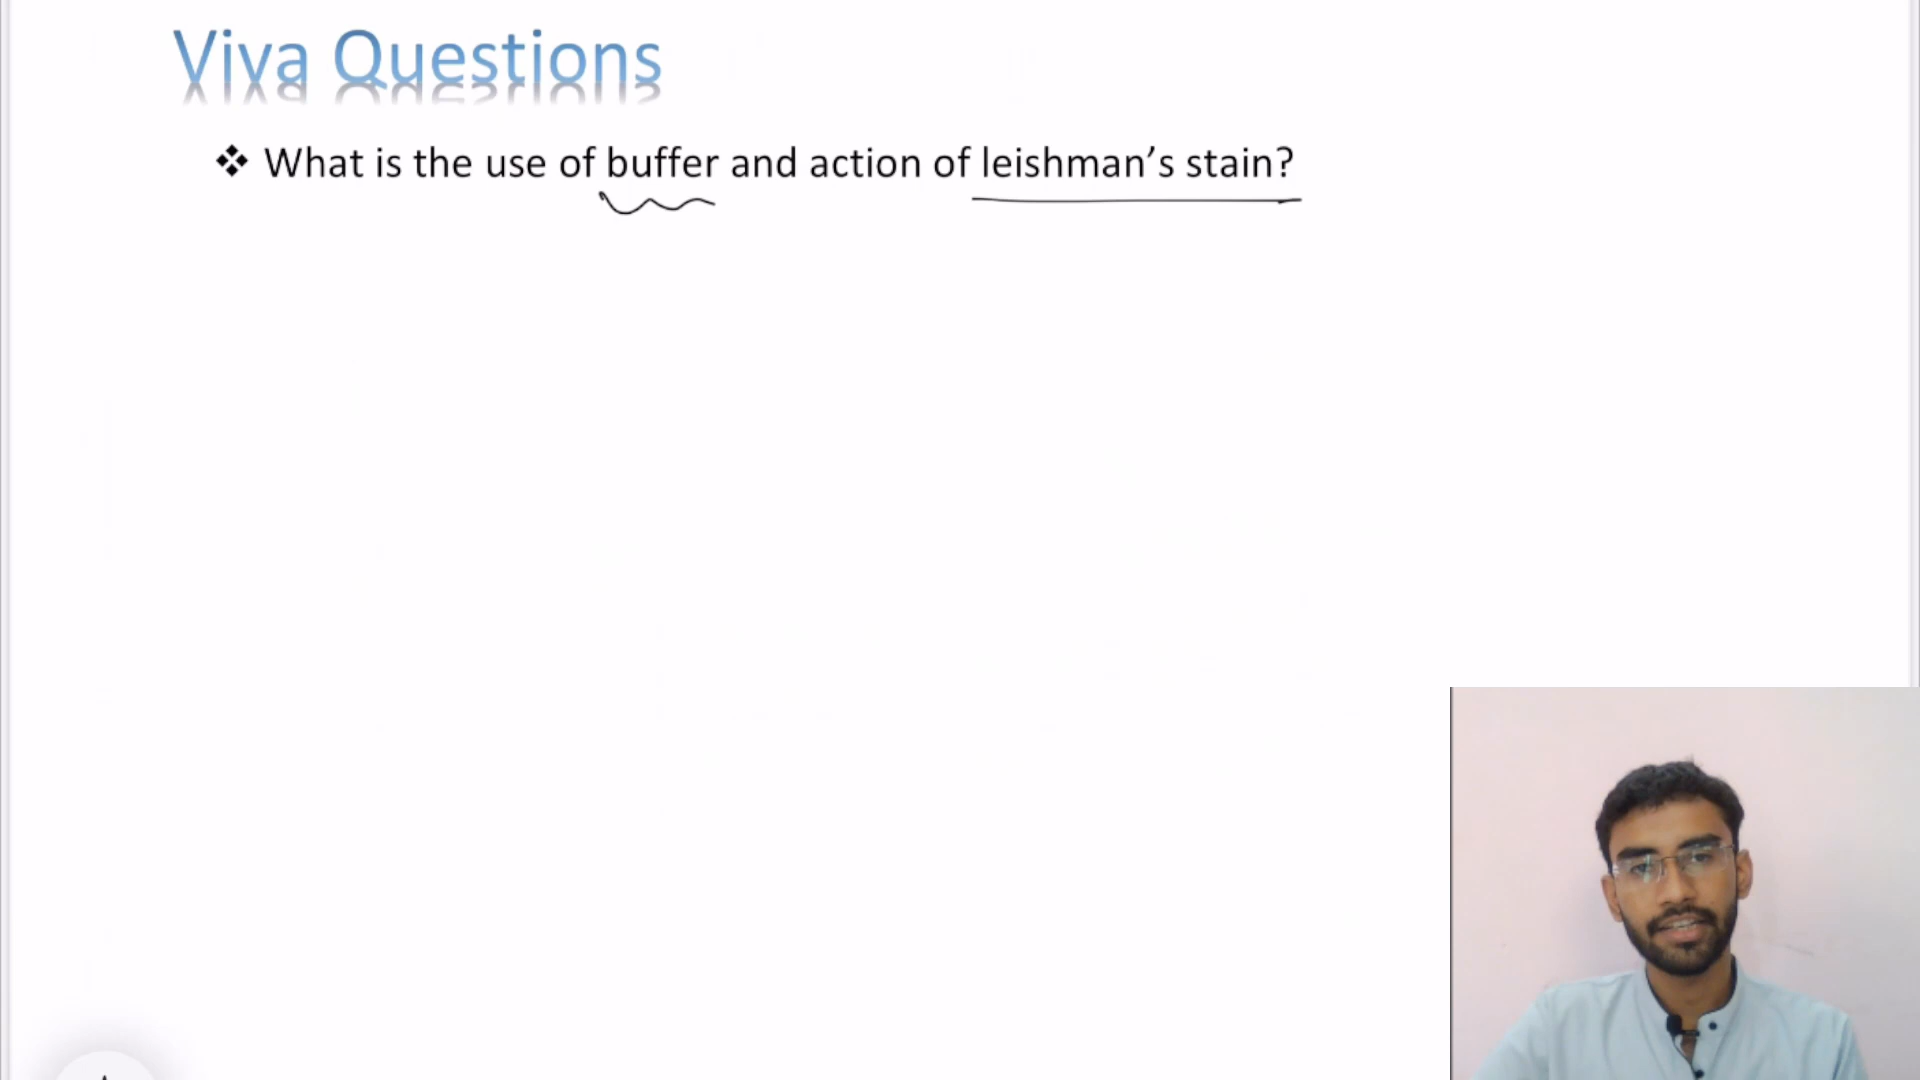 Viva Questions
❖ What is the use of buffer and action of leishman’s stain?